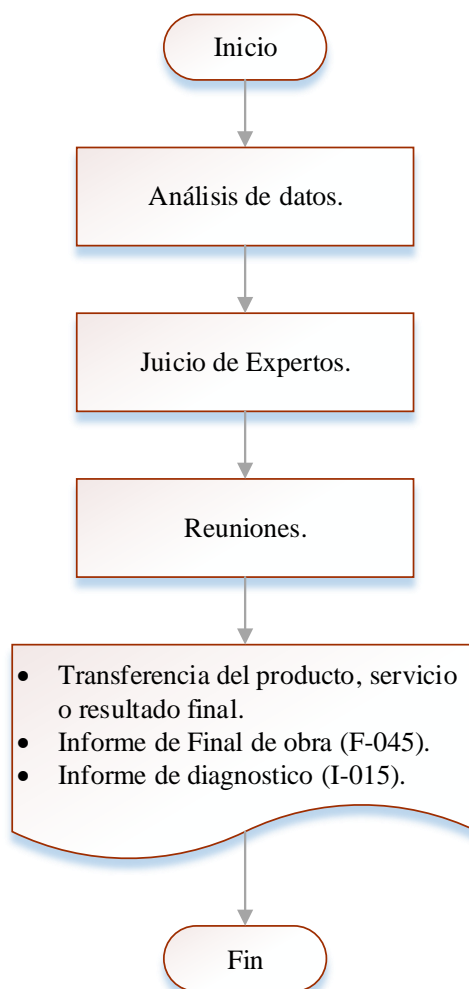 Inicio
Análisis de datos.
Juicio de Expertos.
Reuniones.
• Transferencia del producto, servicio
o resultado final.
• Informe de Final de obra (F-045).
• Informe de diagnostico (I-015).
Fin